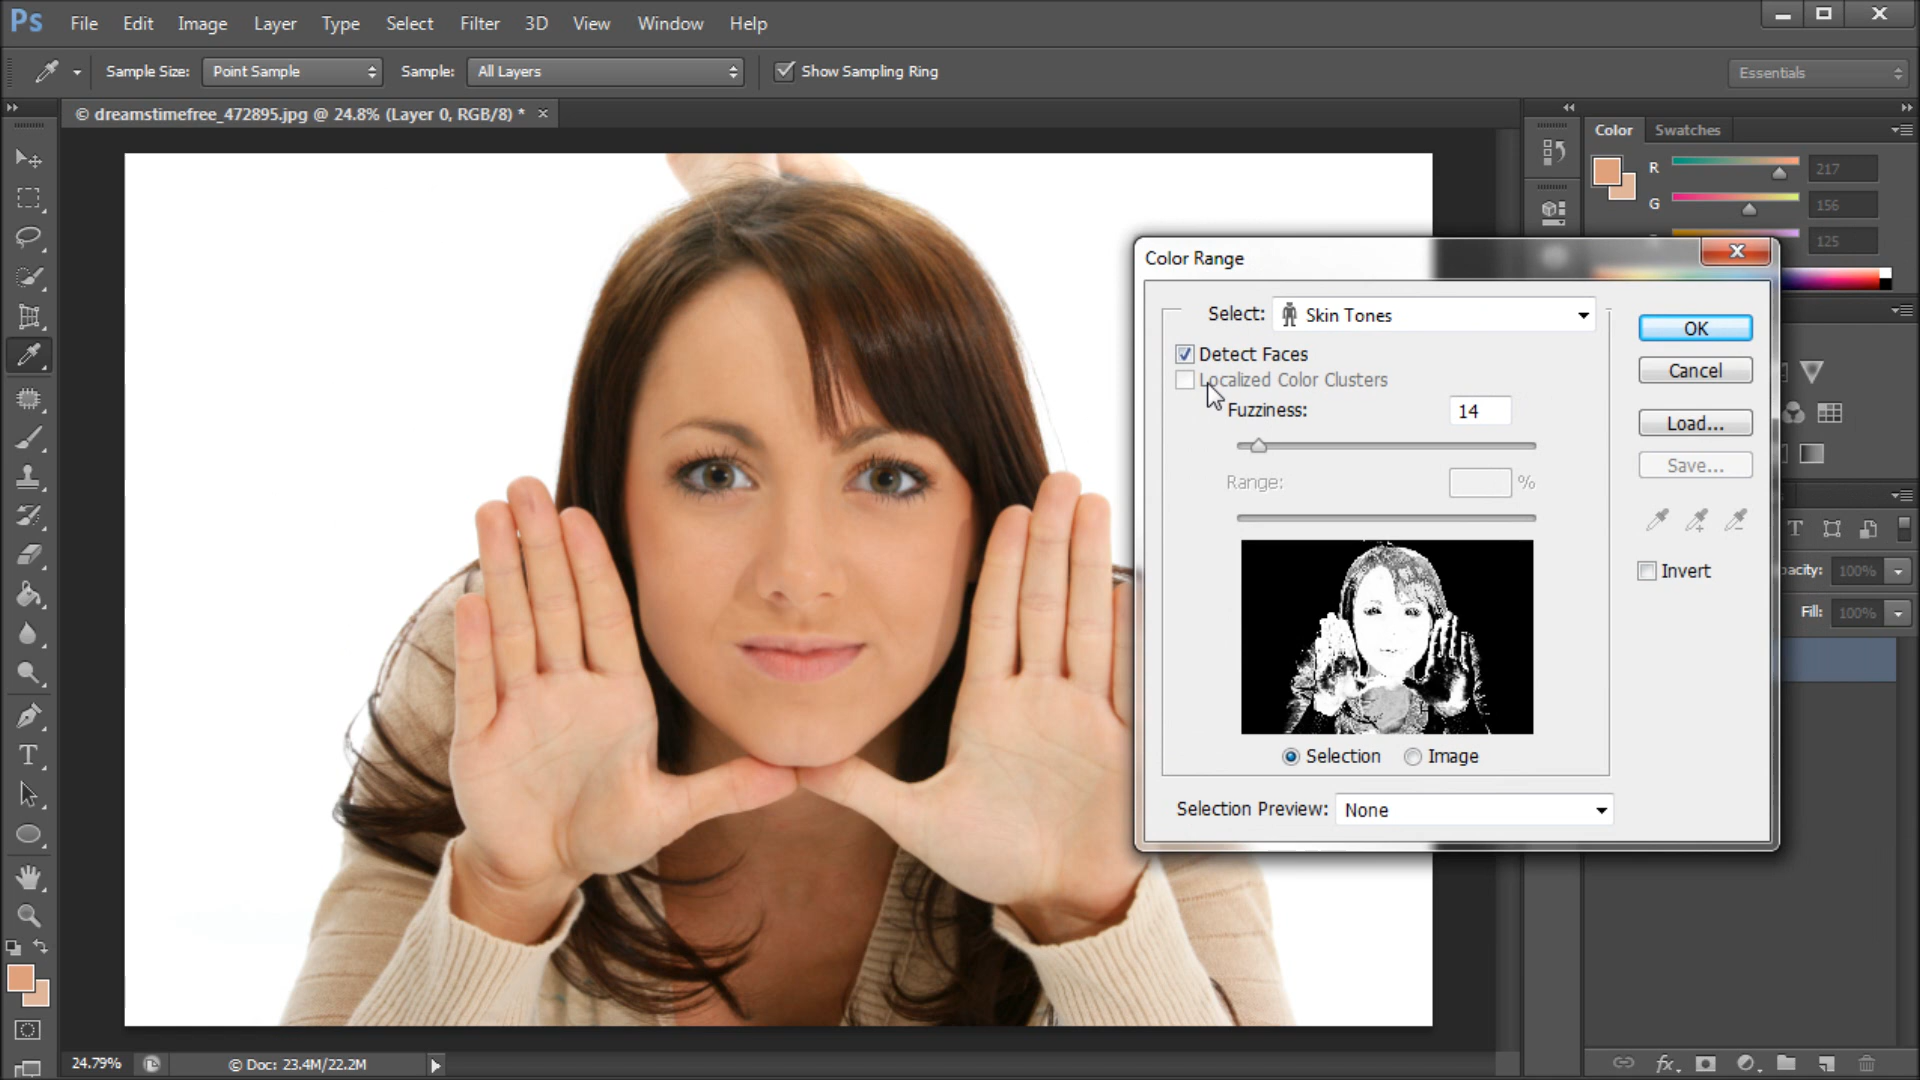 Ps File Edit Image Layer Type Select Filter 3D View Window Help
Sample Size: Point Sample Sample: All Layers Show Sampling Ring Essentials
© dreamstimefree_472895.jpg @ 24.8% (Layer 0, RGB/8) * ×
Color Swatches
R 217
G 156
125
Color Range
Select: Skin Tones
OK
Detect Faces
Cancel
Localized Color Clusters
Fuzziness: 14
Load...
Save...
Range: %
Invert
Selection Image
Selection Preview: None
pacity: 100%
Fill: 100%
T
T
24.79% © Doc: 23.4M/22.2M
fx